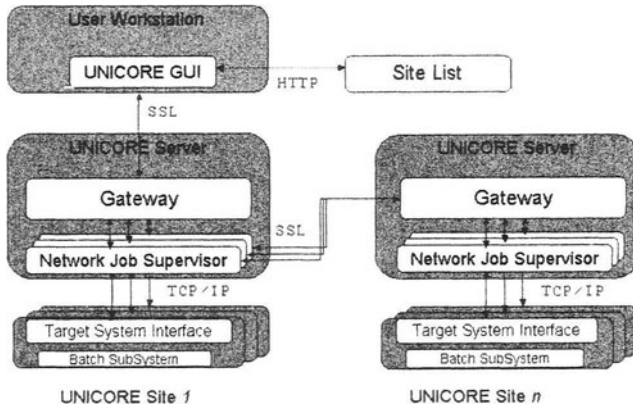 User Workstation
UNICORE GUI
HTTP
Site List
SSL
UNICORE Server
Gateway
SSL
Network Job Supervisor
TCP/IP
Target System Interface
Batch SubSystem
UNICORE Site 1
UNICORE Server
Gateway
Network Job Supervisor
TCP/IP
Target System Interface
Batch SubSystem
UNICORE Site n